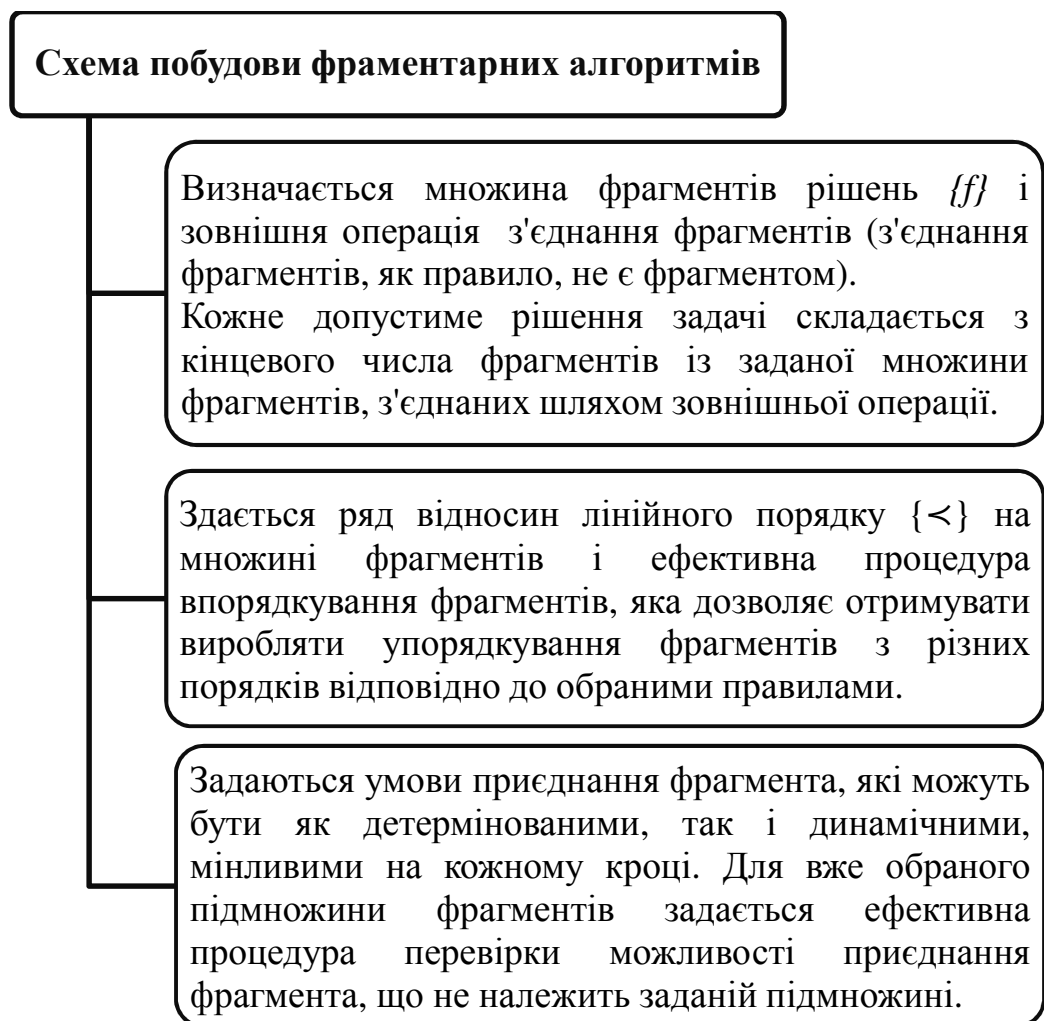 Схема побудови фраментарних алгоритмів
Визначається множина фрагментів рішень {f} і
зовнішня операція з'єднання фрагментів (з'єднання
фрагментів, як правило, не є фрагментом).
Кожне допустиме рішення задачі складається з
кінцевого числа фрагментів із заданої множини
фрагментів, з'єднаних шляхом зовнішньої операції.
Здається ряд відносин лінійного порядку {≺} на
множині фрагментів і ефективна процедура
впорядкування фрагментів, яка дозволяє отримувати
виробляти упорядкування фрагментів з різних
порядків відповідно до обраними правилами.
Задаються умови приєднання фрагмента, які можуть
бути як детермінованими, так і динамічними,
мінливими на кожному кроці. Для вже обраного
підмножини фрагментів задається ефективна
процедура перевірки можливості приєднання
фрагмента, що не належить заданій підмножині.